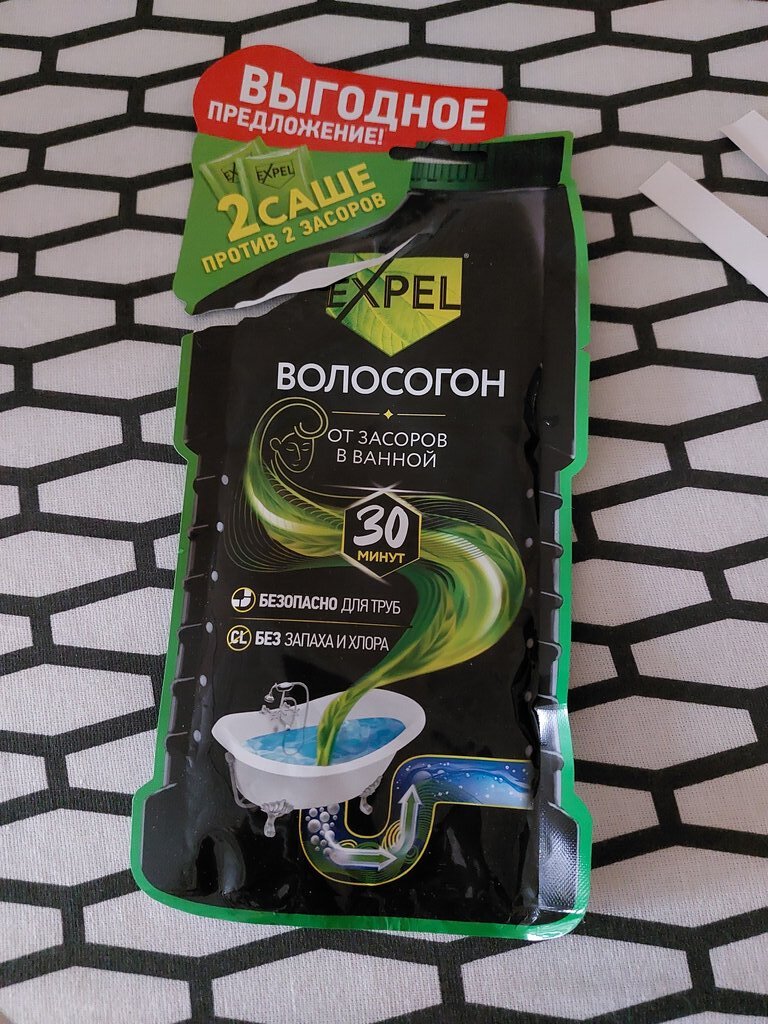 ВЫГОДНОЕ
ПРЕДЛОЖЕНИЕ!
EX EXPEL
2 САШЕ
ПРОТИВ 2 ЗАСОРОВ
EXPEL®
ВОЛОСОГОН
ОТ ЗАСОРОВ
В ВАННОЙ
30
МИНУТ
БЕЗОПАСНО ДЛЯ ТРУБ
CL БЕЗ ЗАПАХА И ХЛОРА